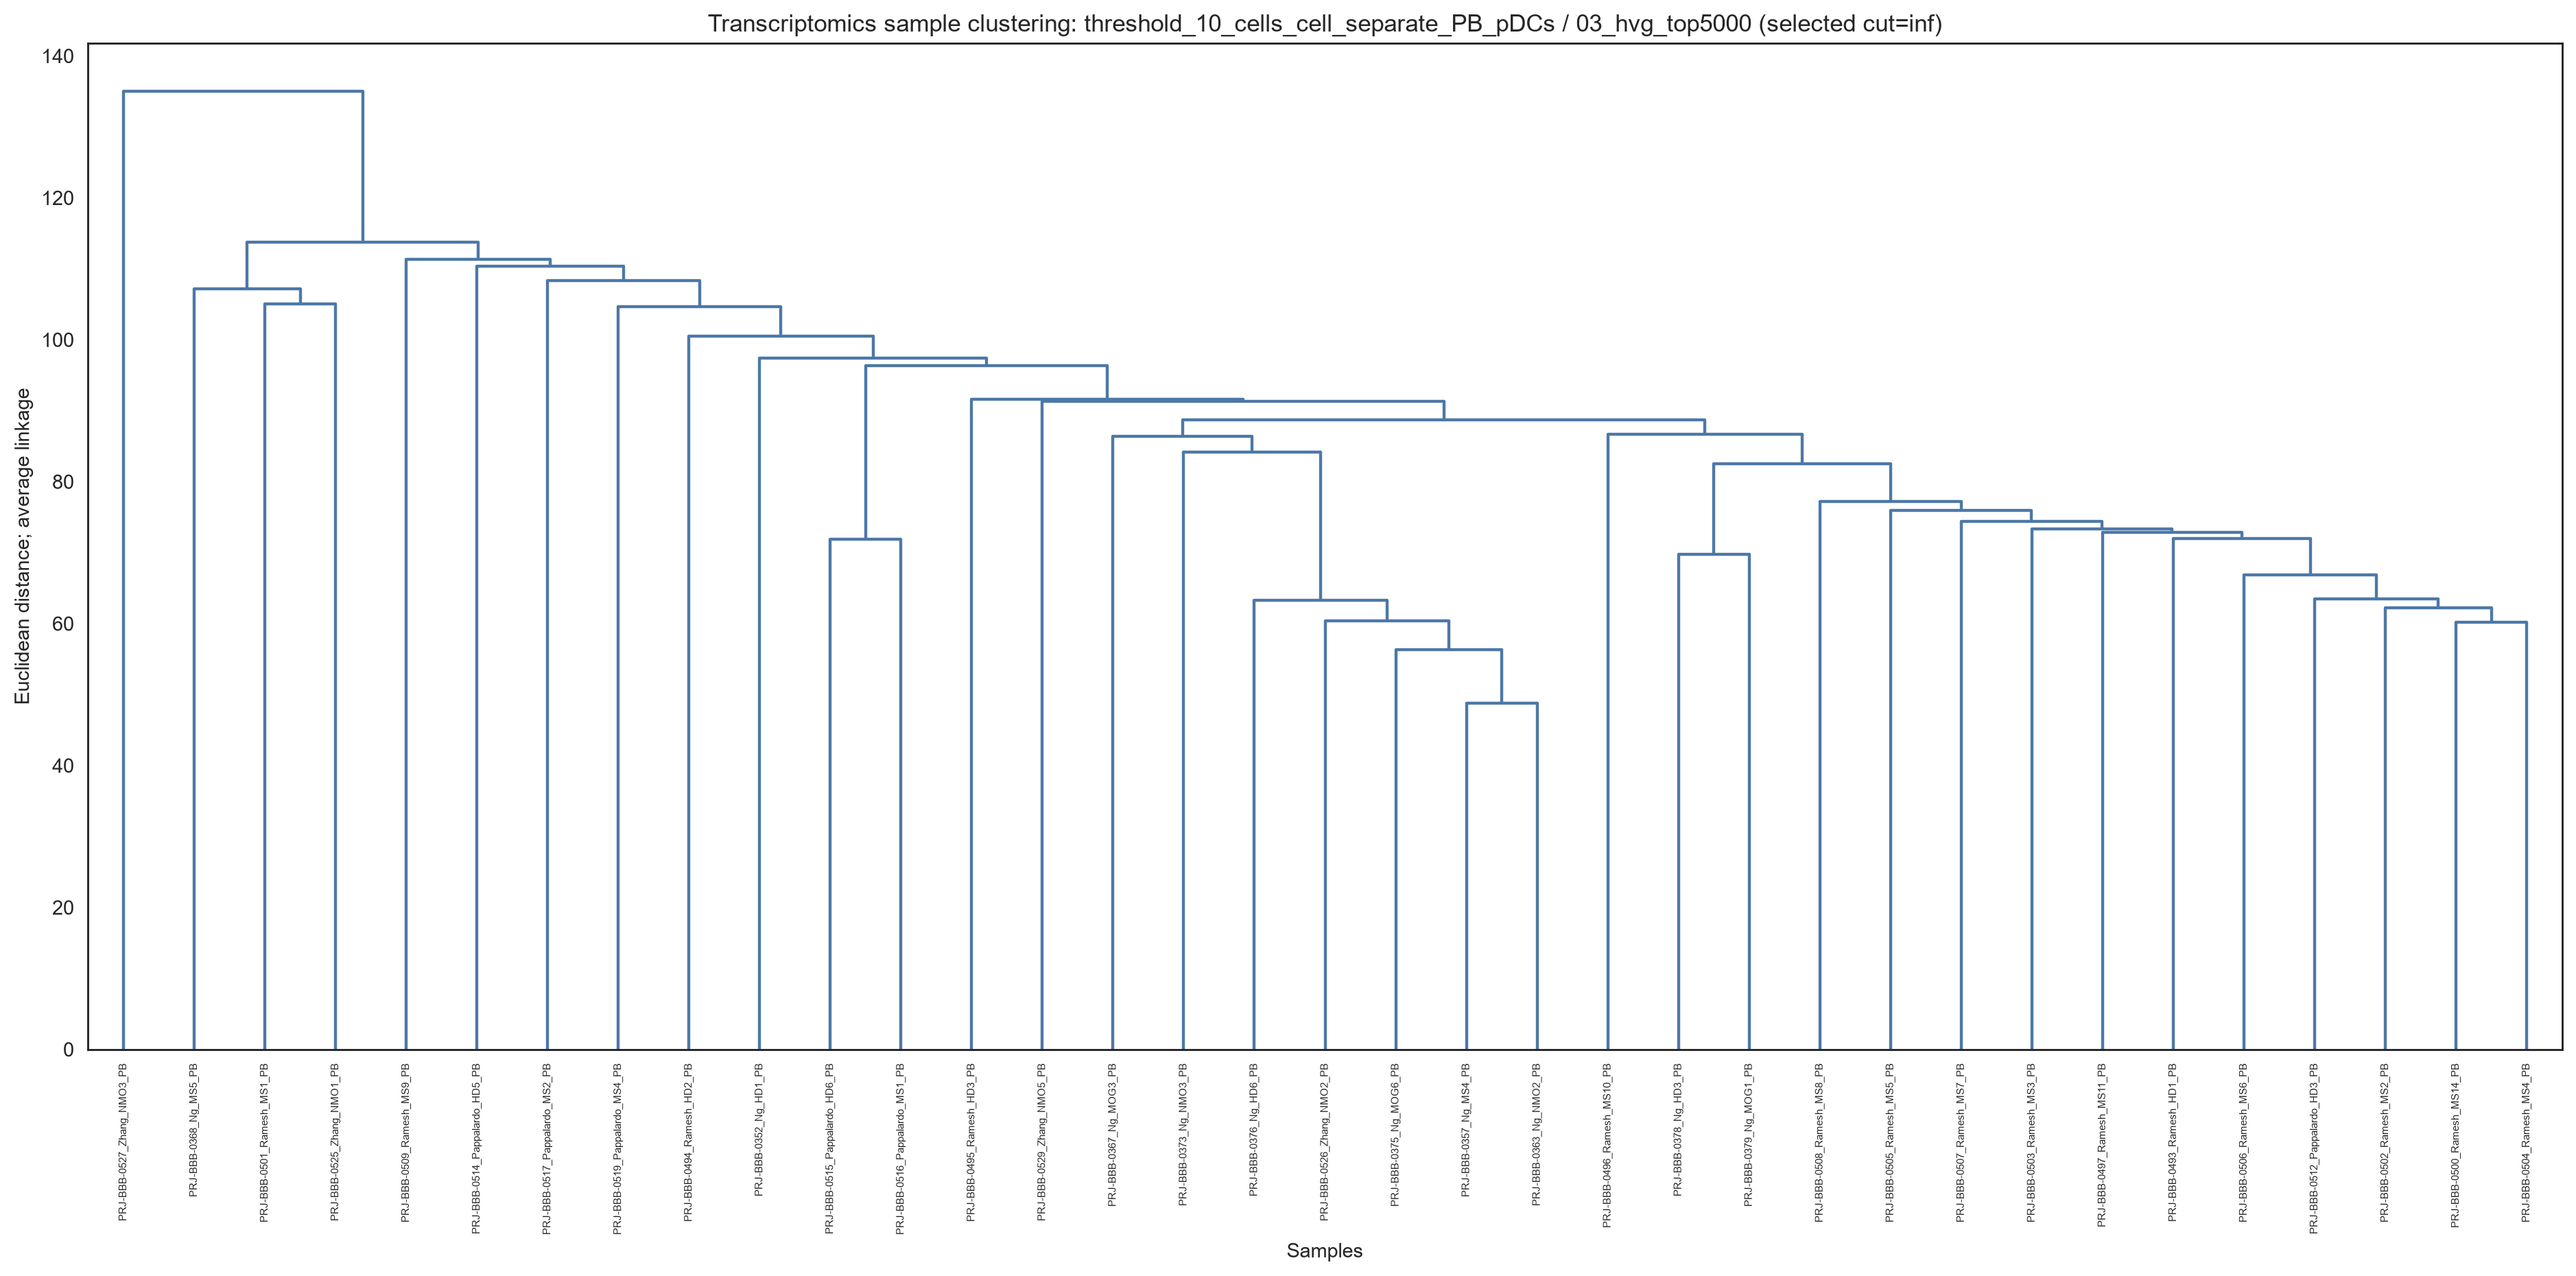 Transcriptomics sample clustering: threshold_10_cells_cell_separate_PB_pDCs / 03_hvg_top5000 (selected cut=inf)
Euclidean distance; average linkage
140
120
100
80
60
40
20
0
PRJ-BBB-0527_Zhang_NMO3_PB
PRJ-BBB-0368_Ng_MS5_PB
PRJ-BBB-0501_Ramesh_MS1_PB
PRJ-BBB-0525_Zhang_NMO1_PB
PRJ-BBB-0509_Ramesh_MS9_PB
PRJ-BBB-0514_Pappalardo_HD5_PB
PRJ-BBB-0517_Pappalardo_MS2_PB
PRJ-BBB-0519_Pappalardo_MS4_PB
PRJ-BBB-0494_Ramesh_HD2_PB
PRJ-BBB-0352_Ng_HD1_PB
PRJ-BBB-0515_Pappalardo_HD6_PB
PRJ-BBB-0516_Pappalardo_MS1_PB
PRJ-BBB-0495_Ramesh_HD3_PB
PRJ-BBB-0529_Zhang_NMO5_PB
PRJ-BBB-0367_Ng_MOG3_PB
PRJ-BBB-0373_Ng_NMO3_PB
PRJ-BBB-0376_Ng_HD6_PB
PRJ-BBB-0526_Zhang_NMO2_PB
PRJ-BBB-0375_Ng_MOG6_PB
PRJ-BBB-0357_Ng_MS4_PB
PRJ-BBB-0363_Ng_NMO2_PB
PRJ-BBB-0496_Ramesh_MS10_PB
PRJ-BBB-0378_Ng_HD3_PB
PRJ-BBB-0379_Ng_MOG1_PB
PRJ-BBB-0508_Ramesh_MS8_PB
PRJ-BBB-0505_Ramesh_MS5_PB
PRJ-BBB-0507_Ramesh_MS7_PB
PRJ-BBB-0503_Ramesh_MS3_PB
PRJ-BBB-0497_Ramesh_MS11_PB
PRJ-BBB-0493_Ramesh_HD1_PB
PRJ-BBB-0506_Ramesh_MS6_PB
PRJ-BBB-0512_Pappalardo_HD3_PB
PRJ-BBB-0502_Ramesh_MS2_PB
PRJ-BBB-0500_Ramesh_MS14_PB
PRJ-BBB-0504_Ramesh_MS4_PB
Samples